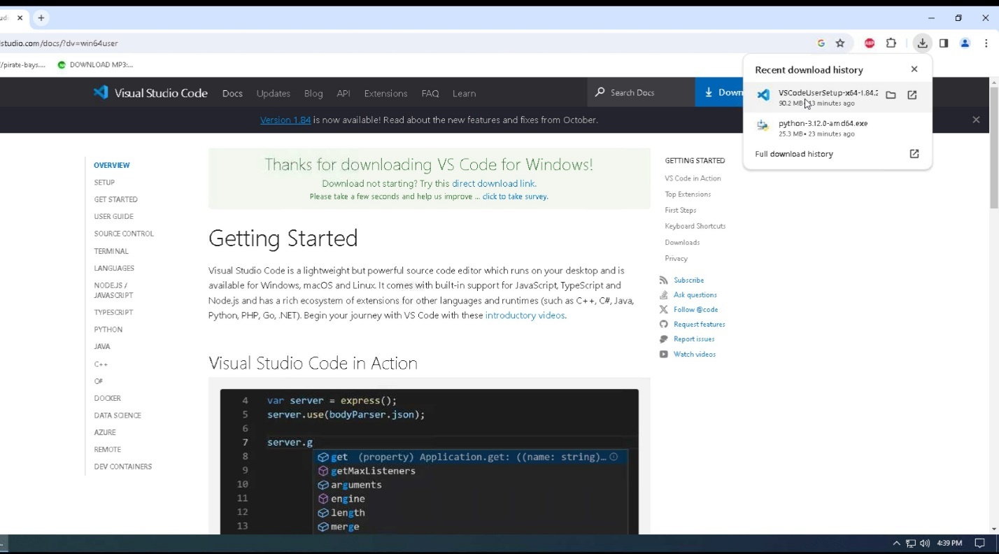 studio.com/docs/?dv=win64user
/pirate-bays....
DOWNLOAD MP3:...
Visual Studio Code
Docs
Updates
Blog
API
Extensions
FAQ
Learn
Search Docs
Down
Recent download history
VSCodeUserSetup-x64-1.84.2
90.2 MB • 13 minutes ago
python-3.12.0-amd64.exe
25.3 MB • 23 minutes ago
Full download history
Version 1.84 is now available! Read about the new features and fixes from October.
OVERVIEW
SETUP
GET STARTED
USER GUIDE
SOURCE CONTROL
TERMINAL
LANGUAGES
NODE.JS /
JAVASCRIPT
TYPESCRIPT
PYTHON
JAVA
C++
C#
DOCKER
DATA SCIENCE
AZURE
REMOTE
DEV CONTAINERS
Thanks for downloading VS Code for Windows!
Download not starting? Try this direct download link.
Please take a few seconds and help us improve ... click to take survey.
Getting Started
Visual Studio Code is a lightweight but powerful source code editor which runs on your desktop and is
available for Windows, macOS and Linux. It comes with built-in support for JavaScript, TypeScript and
Node.js and has a rich ecosystem of extensions for other languages and runtimes (such as C++, C#, Java,
Python, PHP, Go, .NET). Begin your journey with VS Code with these introductory videos.
Visual Studio Code in Action
4 var server = express();
5 server.use(bodyParser.json);
6
7 server.g
8 get (property) Application.get: ((name: string)...
9 getMaxListeners
10 arguments
11 engine
12 length
13 merge
GETTING STARTED
VS Code in Action
Top Extensions
First Steps
Keyboard Shortcuts
Downloads
Privacy
Subscribe
Ask questions
Follow @code
Request features
Report issues
Watch videos
4:39 PM